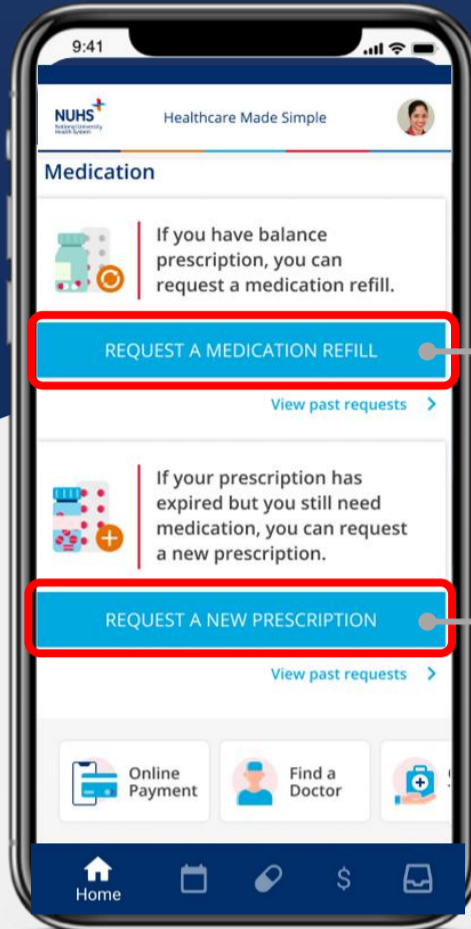 9:41
NUHS
National University
Health System
Healthcare Made Simple
Medication
If you have balance
prescription, you can
request a medication refill.
REQUEST A MEDICATION REFILL
View past requests
If your prescription has
expired but you still need
medication, you can request
a new prescription.
REQUEST A NEW PRESCRIPTION
View past requests
Online
Payment
Find a
Doctor
$
Home